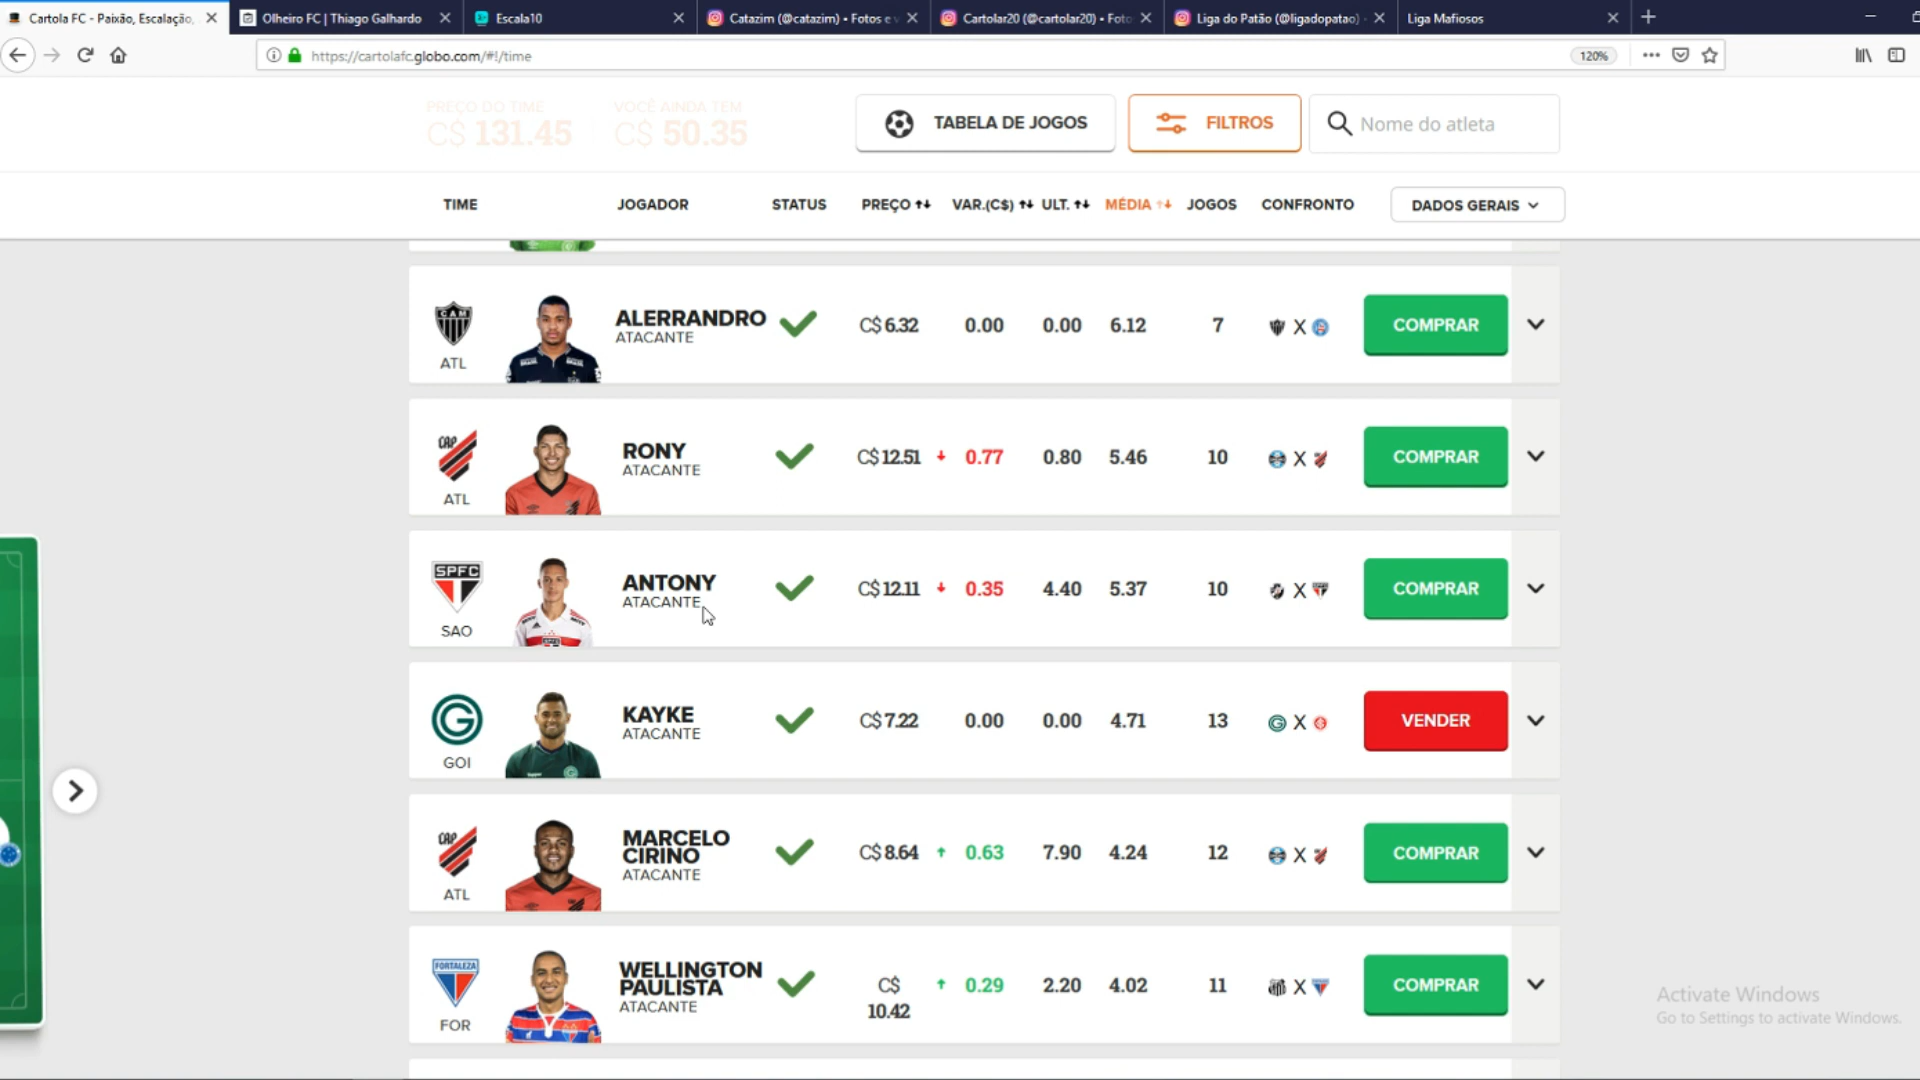 Cartola FC - Paixão, Escalação,
Olheiro FC | Thiago Galhardo
Escala10
Catazim (@catazim) • Fotos e v
Cartolar20 (@cartolar20) • Foto
Liga do Patão (@ligadopatao)
Liga Mafiosos
https://cartolafc.globo.com/#!/time
120%
PREÇO DO TIME
C$ 131.45
VOCÊ AINDA TEM
C$ 50.35
TABELA DE JOGOS
FILTROS
Nome do atleta
TIME JOGADOR STATUS PREÇO VAR.(C$) ULT. MÉDIA JOGOS CONFRONTO DADOS GERAIS
ALERRANDRO
ATACANTE
ATL
C$ 6.32 0.00 0.00 6.12 7 X COMPRAR
RONY
ATACANTE
ATL
C$ 12.51 0.77 0.80 5.46 10 X COMPRAR
ANTONY
ATACANTE
SPFC
SAO
C$ 12.11 0.35 4.40 5.37 10 X COMPRAR
KAYKE
ATACANTE
GOI
C$ 7.22 0.00 0.00 4.71 13 X VENDER
MARCELO
CIRINO
ATACANTE
ATL
C$ 8.64 0.63 7.90 4.24 12 X COMPRAR
WELLINGTON
PAULISTA
ATACANTE
FORTALEZA
FOR
C$
10.42
0.29 2.20 4.02 11 X COMPRAR
Activate Windows
Go to Settings to activate Windows.